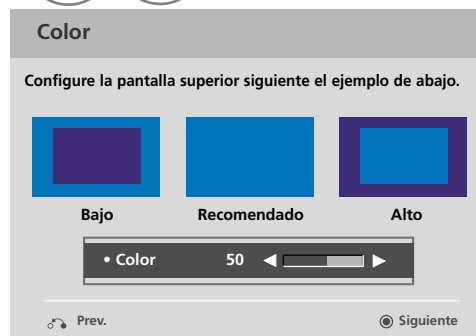 Color
Configure la pantalla superior siguiente el ejemplo de abajo.
Bajo Recomendado Alto
• Color 50
Prev. Siguiente